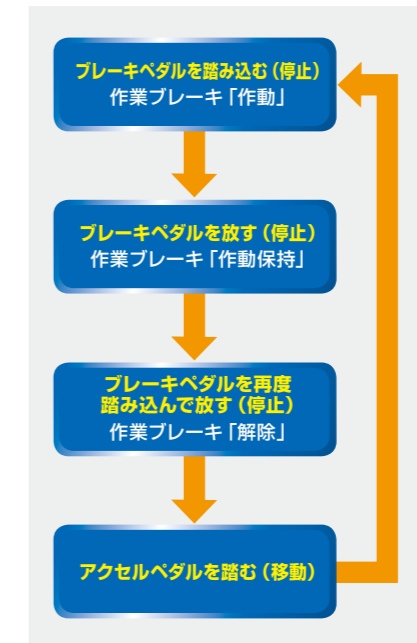 ブレーキペダルを踏み込む（停止）
作業ブレーキ「作動」
ブレーキペダルを放す（停止）
作業ブレーキ「作動保持」
ブレーキペダルを再度
踏み込んで放す（停止）
作業ブレーキ「解除」
アクセルペダルを踏む（移動）